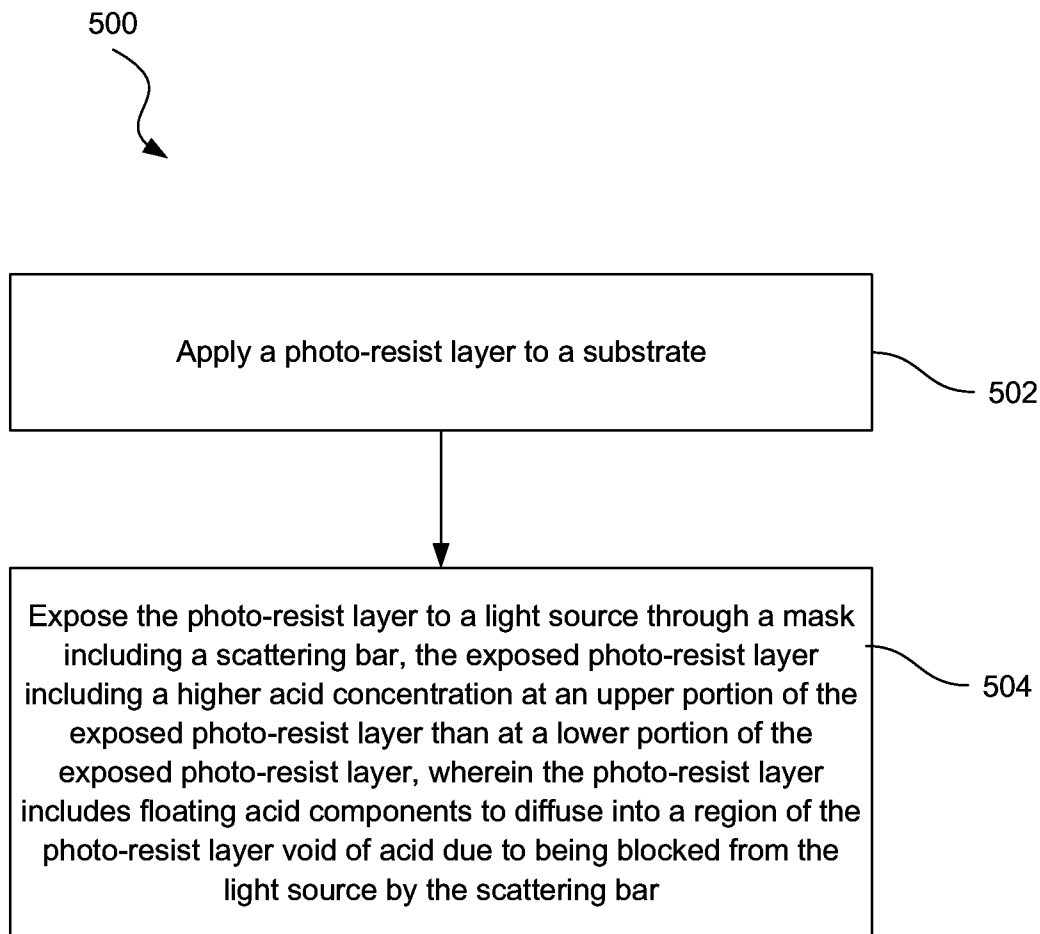 500
Apply a photo-resist layer to a substrate
502
Expose the photo-resist layer to a light source through a mask
including a scattering bar, the exposed photo-resist layer
including a higher acid concentration at an upper portion of the
exposed photo-resist layer than at a lower portion of the
exposed photo-resist layer, wherein the photo-resist layer
includes floating acid components to diffuse into a region of the
photo-resist layer void of acid due to being blocked from the
light source by the scattering bar
504